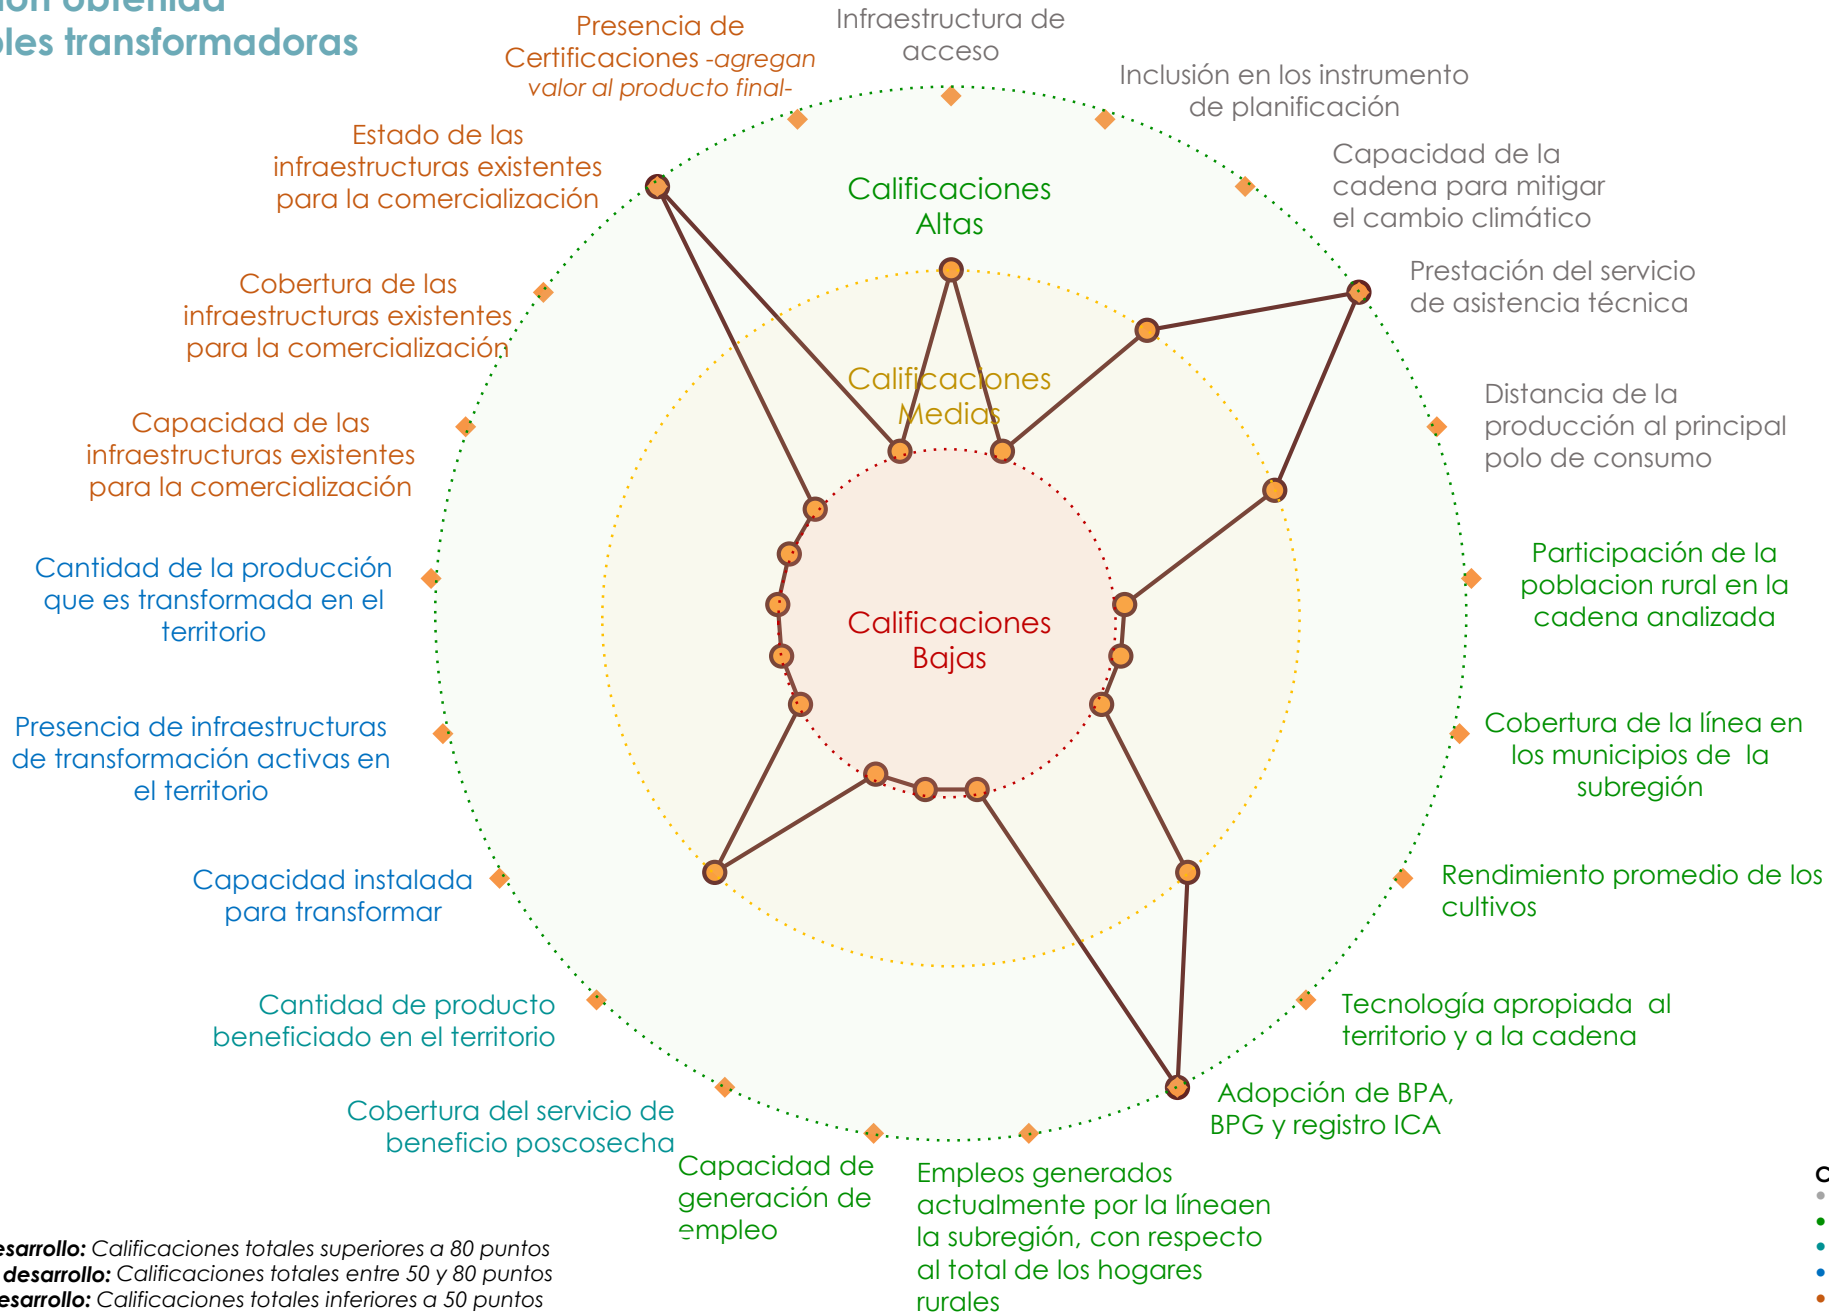 bles transformadoras
Presencia de
Certificaciones -agregan
valor al producto final-
Infraestructura de
acceso
Inclusión en los instrumento
de planificación
Capacidad de la
cadena para mitigar
el cambio climático
Prestación del servicio
de asistencia técnica
Distancia de la
producción al principal
polo de consumo
Participación de la
poblacion rural en la
cadena analizada
Cobertura de la línea en
los municipios de la
subregión
Rendimiento promedio de los
cultivos
Tecnología apropiada al
territorio y a la cadena
Adopción de BPA,
BPG y registro ICA
Empleos generados
actualmente por la líneaen
la subregión, con respecto
al total de los hogares
rurales
Capacidad de
generación de
empleo
Cobertura del servicio de
beneficio poscosecha
Cantidad de producto
beneficiado en el territorio
Capacidad instalada
para transformar
Presencia de infraestructuras
de transformación activas en
el territorio
Cantidad de la producción
que es transformada en el
territorio
Capacidad de las
infraestructuras existentes
para la comercialización
Cobertura de las
infraestructuras existentes
para la comercialización
Estado de las
infraestructuras existentes
para la comercialización
Calificaciones
Altas
Calificaciones
Medias
Calificaciones
Bajas
esarrollo: Calificaciones totales superiores a 80 puntos
desarrollo: Calificaciones totales entre 50 y 80 puntos
esarrollo: Calificaciones totales inferiores a 50 puntos